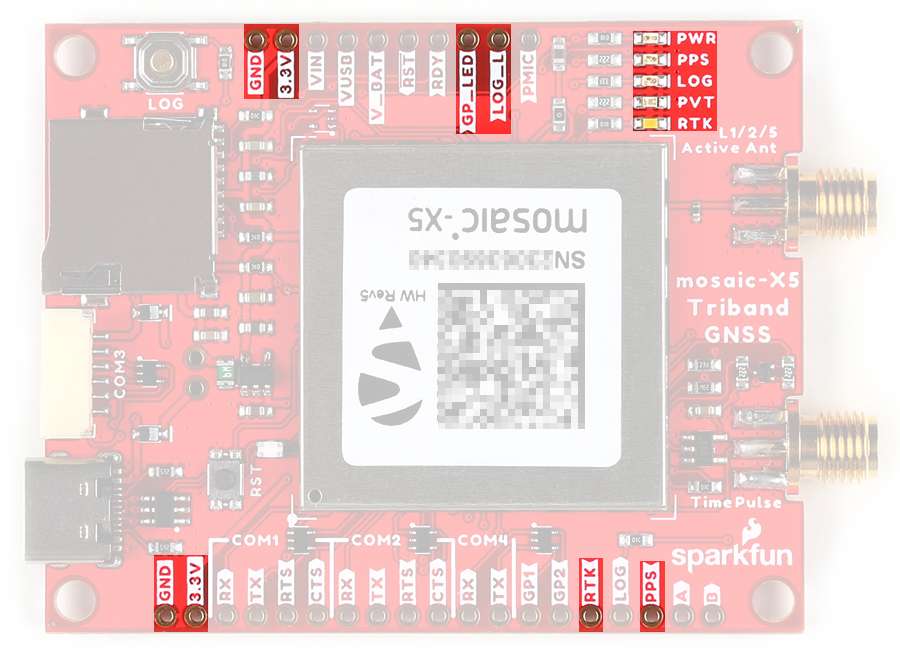 GND
3.3V
VIN
VUSB
V_BAT
RST
RDY
GP_LED
LOG_L
PMIC
PWR
PPS
LOG
PVT
RTK
LOG
L1/2/5
Active Ant
mosaic-X5
HW Rev5
mosaic-X5
Triband
GNSS
COM3
RST
TimePulse
COM1
COM2
COM4
sparkfun
GND
3.3V
RX
TX
RTS
CTS
RX
TX
RTS
CTS
RX
TX
GP1
GP2
RTK
LOG
PPS
A
B